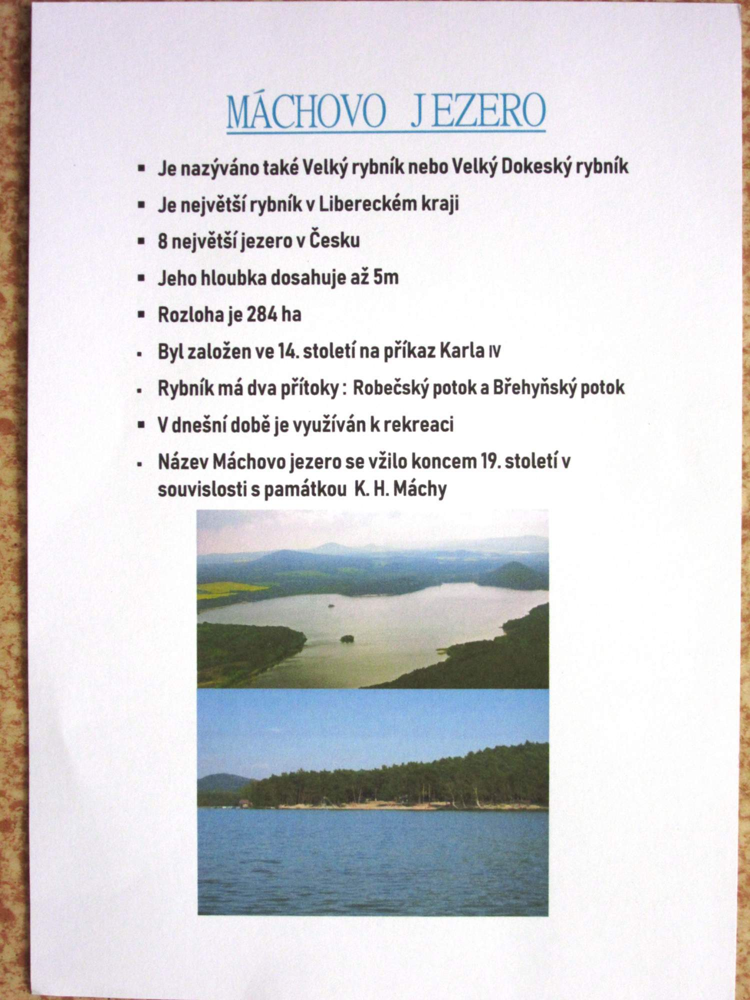 MÁCHOVO JEZERO
▪ Je nazýváno také Velký rybník nebo Velký Dokeský rybník
▪ Je největší rybník v Libereckém kraji
▪ 8 největší jezero v Česku
▪ Jeho hloubka dosahuje až 5m
▪ Rozloha je 284 ha
▪ Byl založen ve 14. století na příkaz Karla IV
▪ Rybník má dva přítoky : Robečský potok a Břehyňský potok
▪ V dnešní době je využíván k rekreaci
▪ Název Máchovo jezero se vžilo koncem 19. století v
souvislosti s památkou K. H. Máchy